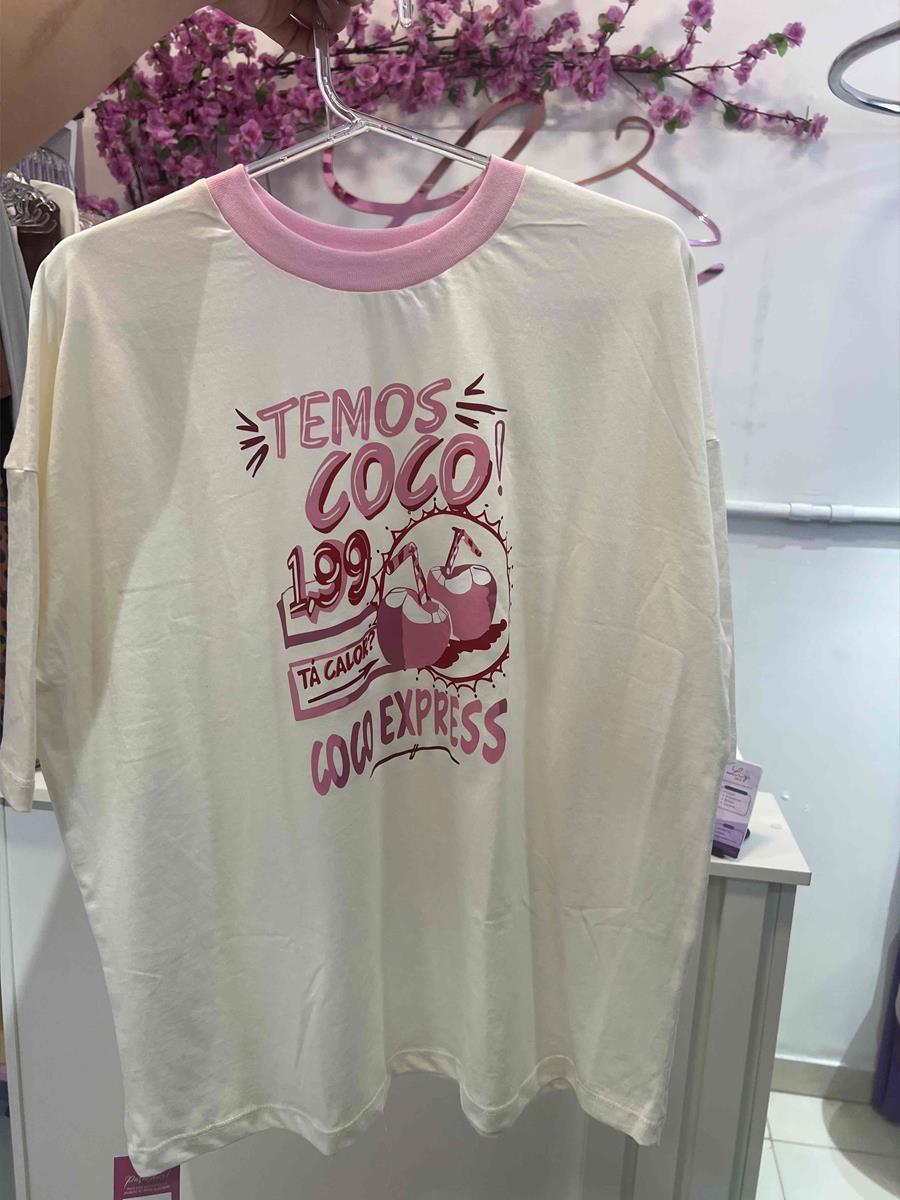 TEMOS
COCO!
1,99
TÁ CALOR?
COCO EXPRESS